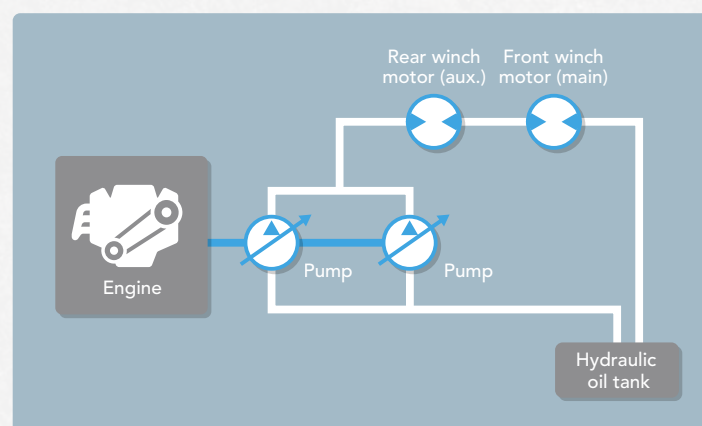 Rear winch
motor (aux.)
Front winch
motor (main)
Engine
Pump
Pump
Hydraulic
oil tank